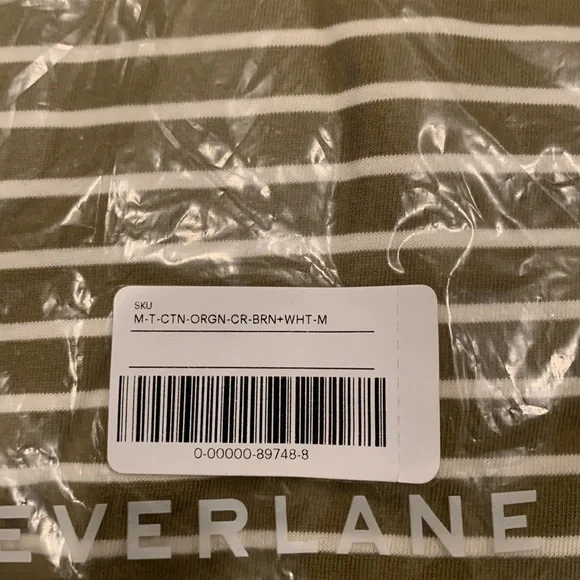 SKU
M-T-CTN-ORGN-CR-BRN+WHT-M
0-00000-89748-8
EVERLANE